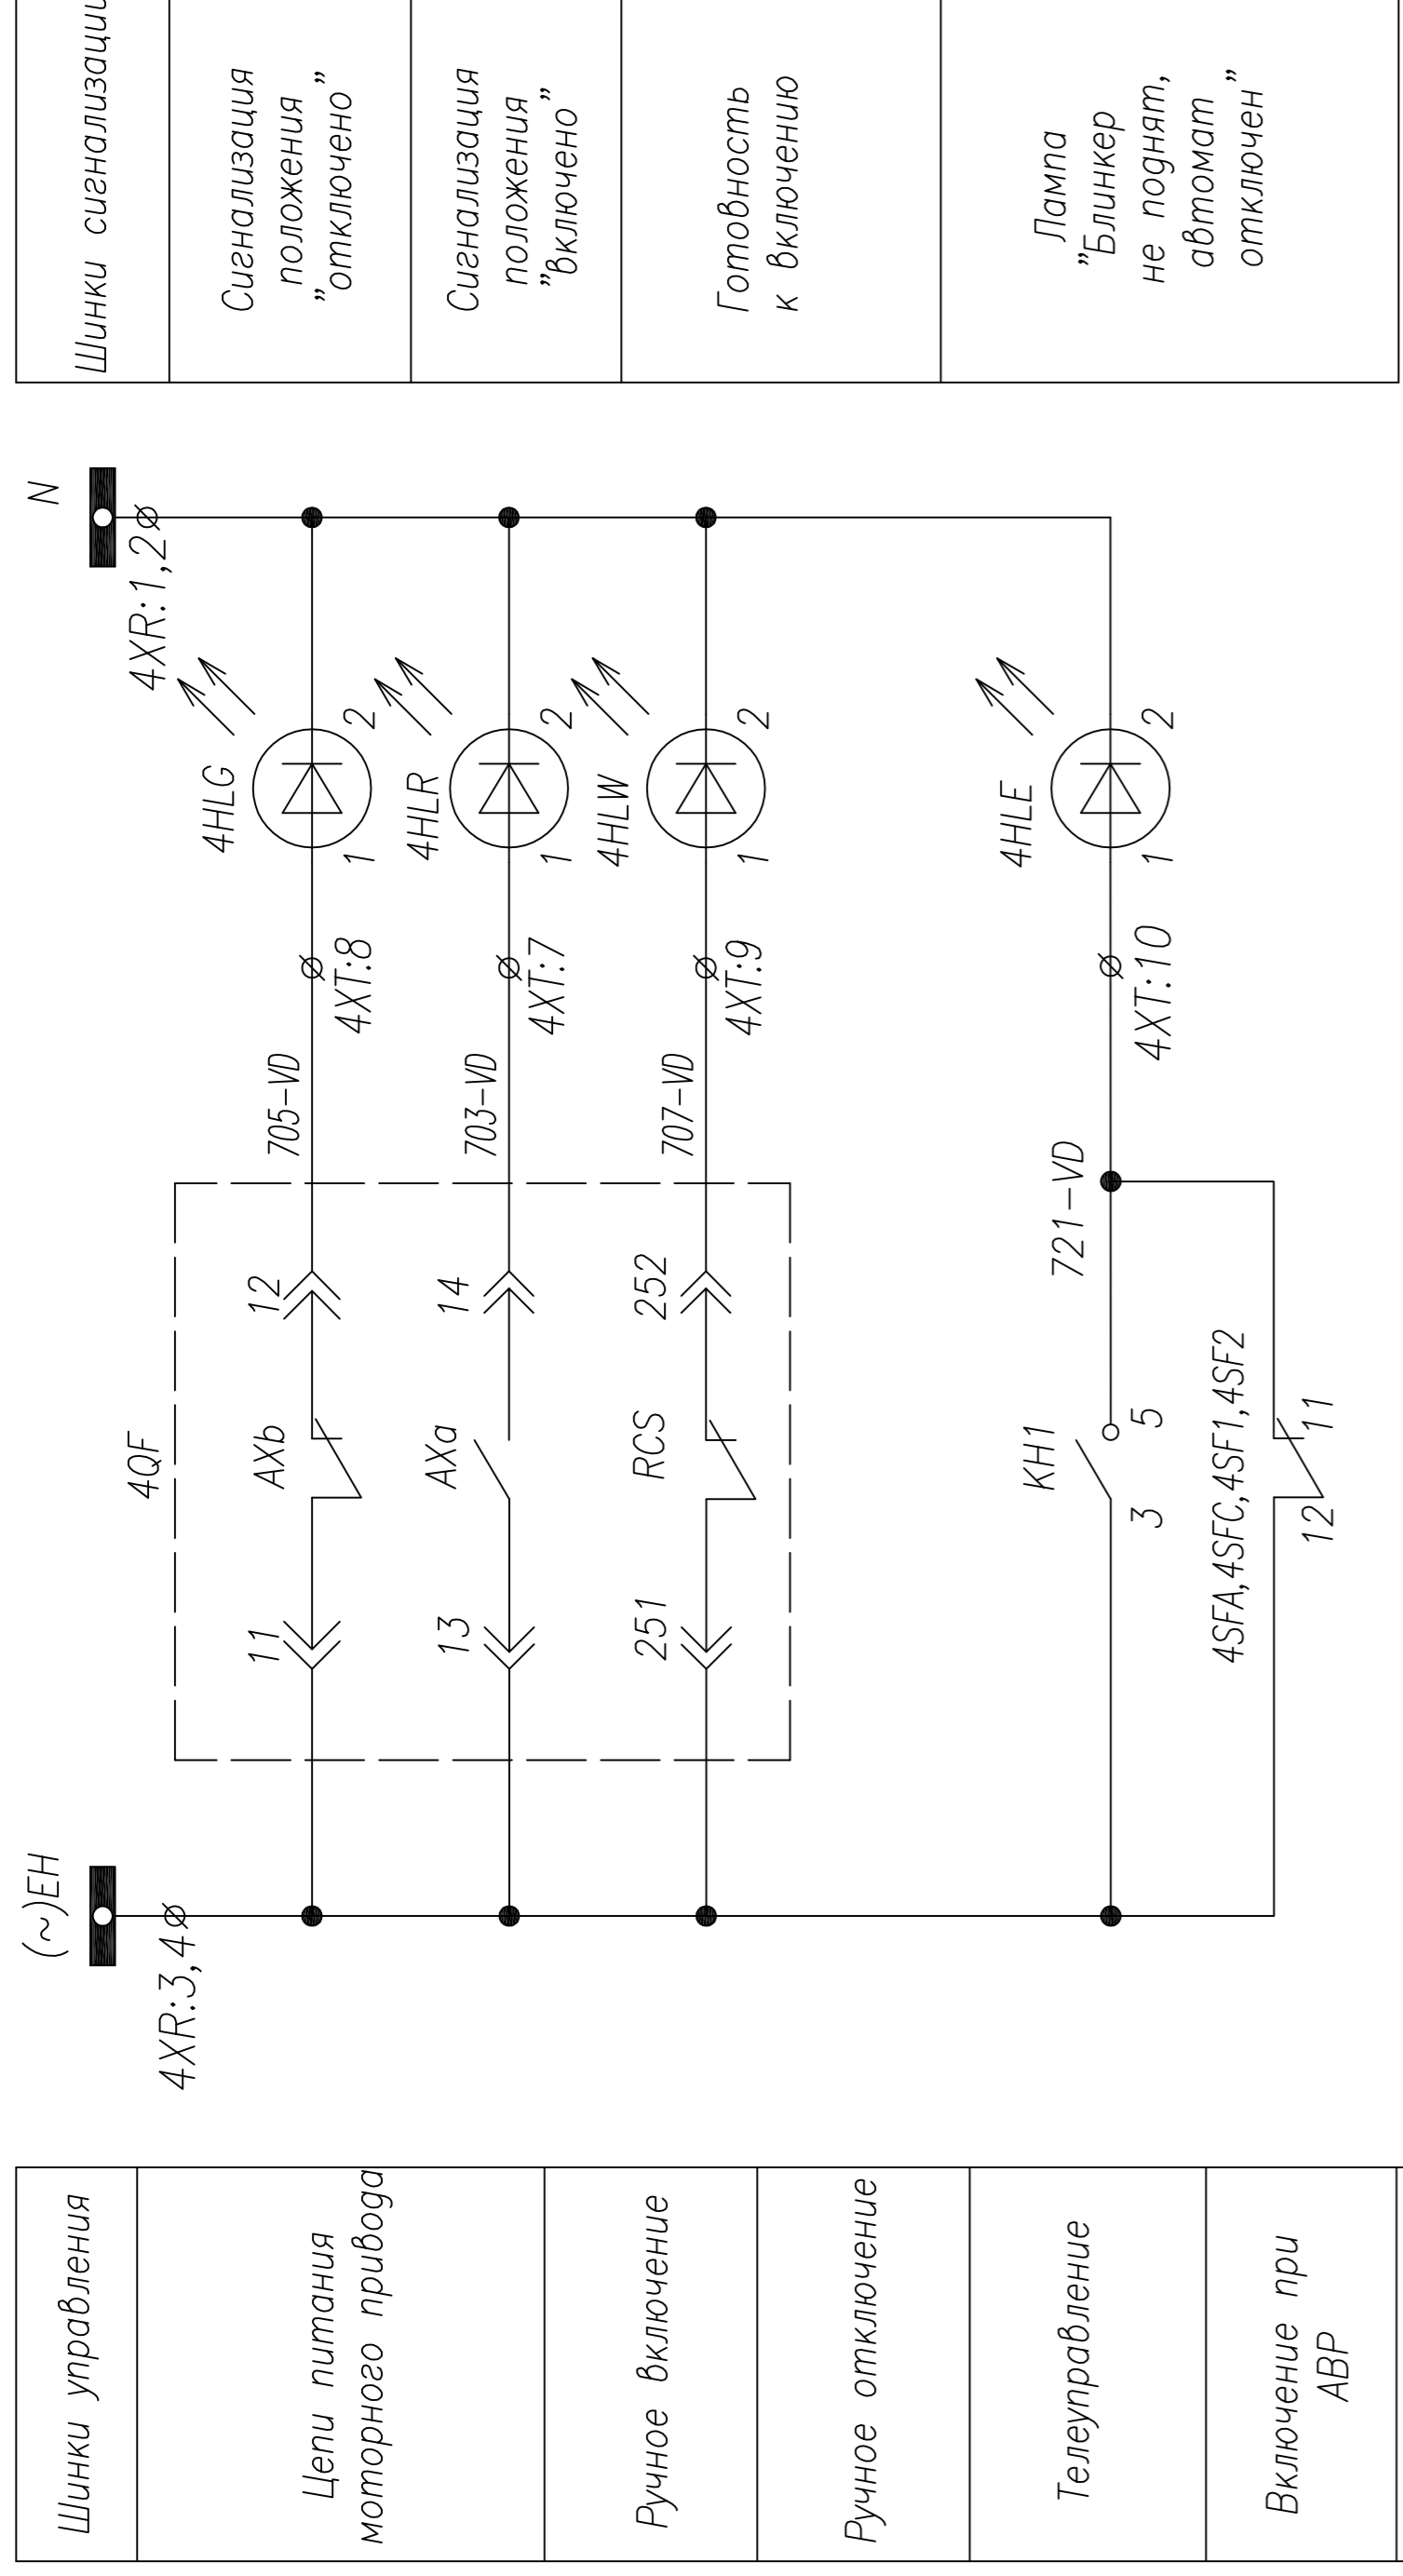 Шинки управления
Цепи питания
моторного привода
Ручное включение
Ручное отключение
Телеуправление
Включение при
АВР
(~)EH
4XR:3,4
N
4XR:1,2
4QF
11
AXb
12
705-VD
4XT:8
4HLG
1
2
13
AXa
14
703-VD
4XT:7
4HLR
1
2
251
RCS
252
707-VD
4XT:9
4HLW
1
2
KH1
3
5
721-VD
4XT:10
4HLE
1
2
4SFA,4SFC,4SF1,4SF2
12
11
Шинки сигнализации
Сигнализация
положения
"отключено"
Сигнализация
положения
"включено"
Готовность
к включению
Лампа
"Блинкер
не поднят,
автомат
отключен"